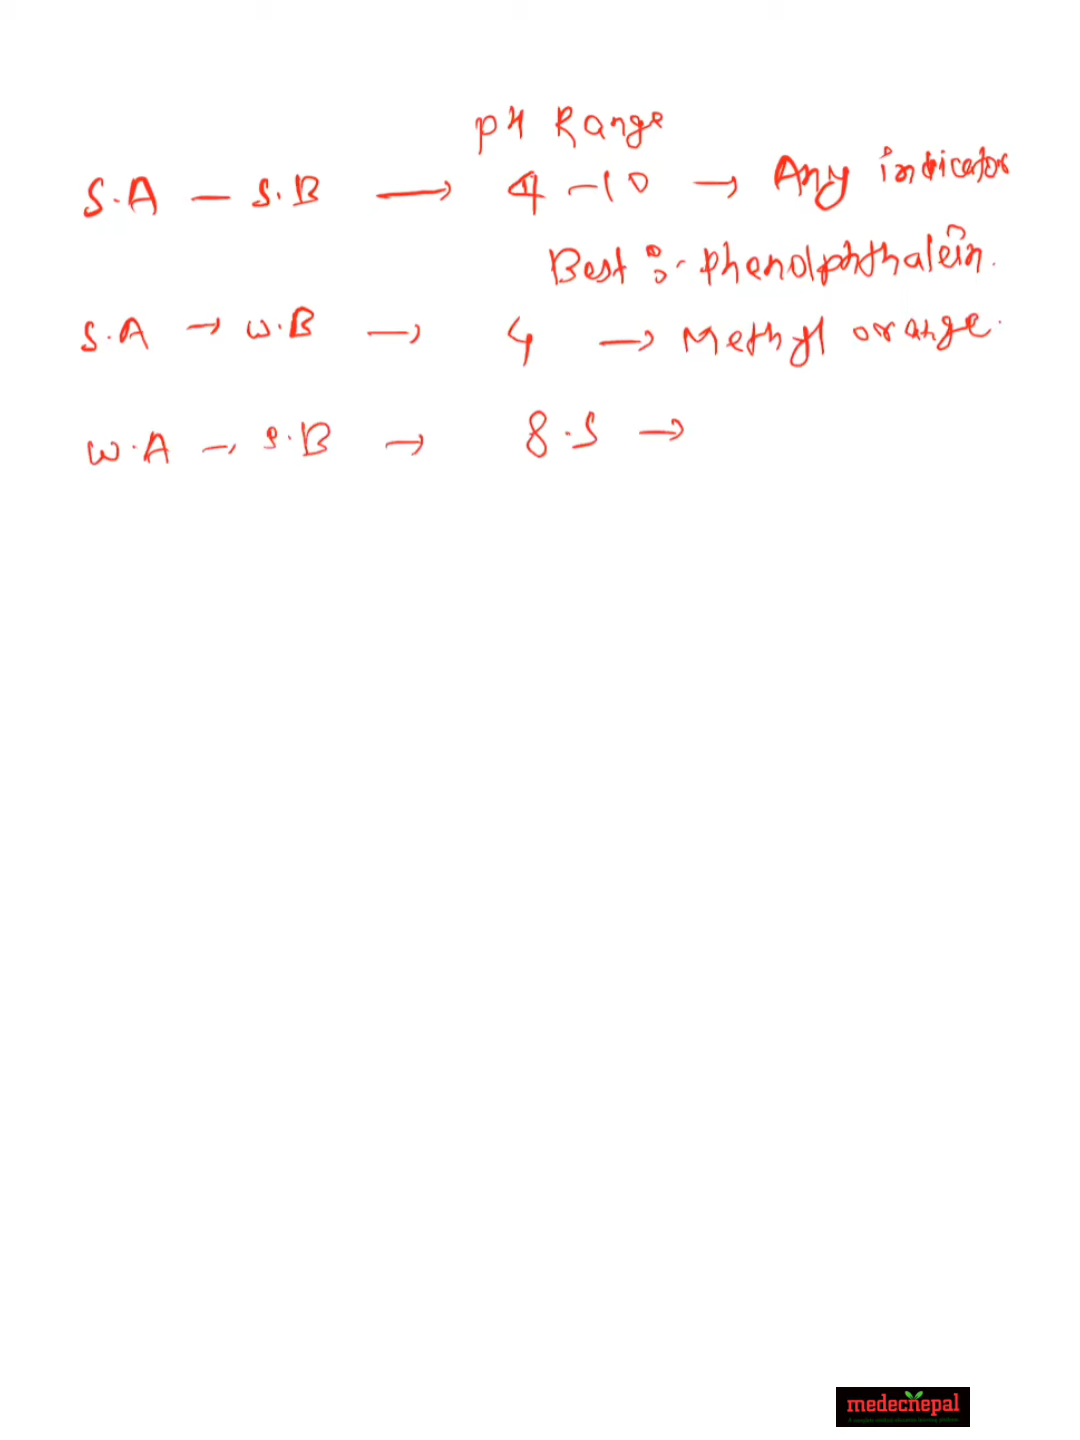 pH Range
S.A — S.B → 4 – 10 → Any indicator
Best :- phenolphthalein.
S.A → W.B → 4 → Methyl orange.
W.A → S.B → 8.5 →
medecnepal